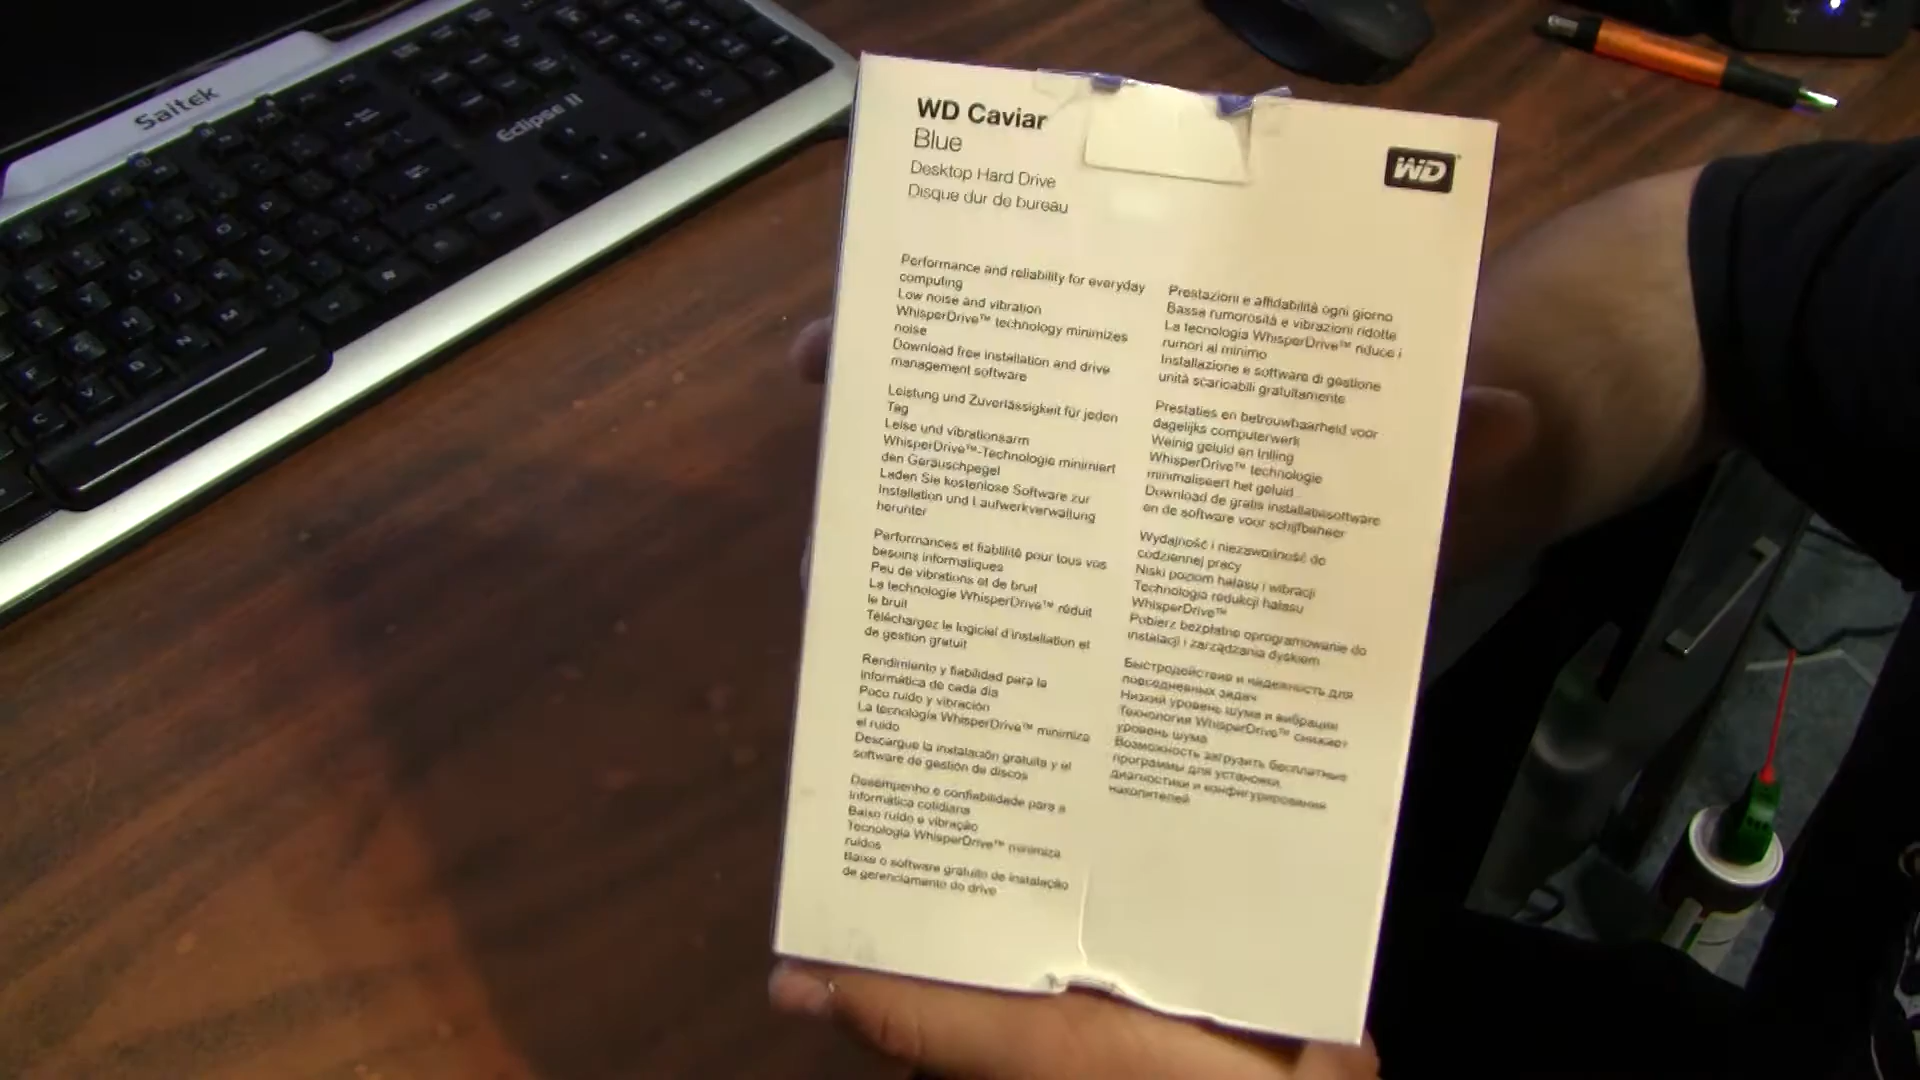 Saitek
Eclipse II
WD Caviar
Blue
Desktop Hard Drive
Disque dur de bureau
WD
Performance and reliability for everyday
computing
Low noise and vibration
WhisperDrive™ technology minimizes
noise
Download free installation and drive
management software
Leistung und Zuverlässigkeit für jeden
Tag
Leise und vibrationsarm
WhisperDrive™-Technologie minimiert
den Geräuschpegel
Laden Sie kostenlose Software zur
Installation und Laufwerkverwaltung
herunter
Performances et fiabilité pour tous vos
besoins informatiques
Peu de vibrations et de bruit
La technologie WhisperDrive™ réduit
le bruit
Téléchargez le logiciel d'installation et
de gestion gratuit
Rendimiento y fiabilidad para la
informática de cada día
Poco ruido y vibración
La tecnología WhisperDrive™ minimiza
el ruido
Descargue la instalación gratuita y el
software de gestión de discos
Desempenho e confiabilidade para a
informática cotidiana
Baixo ruído e vibração
Tecnologia WhisperDrive™ minimiza
ruídos
Baixe o software gratuito de instalação
de gerenciamento do drive
Prestazioni e affidabilità ogni giorno
Bassa rumorosità e vibrazioni ridotte
La tecnologia WhisperDrive™ riduce i
rumori al minimo
Installazione e software di gestione
unità scaricabili gratuitamente
Prestaties en betrouwbaarheid voor
dagelijks computerwerk
Weinig geluid en trilling
WhisperDrive™ technologie
minimaliseert het geluid
Download de gratis installatiesoftware
en de software voor schijfbeheer
Wydajność i niezawodność do
codziennej pracy
Niski poziom hałasu i wibracji
Technologia redukcji hałasu
WhisperDrive™
Pobierz bezpłatne oprogramowanie do
instalacji i zarządzania dyskiem
Быстродействие и надежность для
повседневных задач
Низкий уровень шума и вибрации
Технология WhisperDrive™ снижает
уровень шума
Возможность загрузить бесплатные
программы для установки,
диагностики и конфигурирования
накопителей